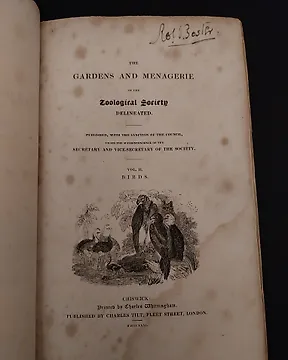 THE
GARDENS AND MENAGERIE
OF THE
Zoological Society
DELINEATED.
PUBLISHED, WITH THE SANCTION OF THE COUNCIL,
UNDER THE SUPERINTENDENCE OF THE
SECRETARY AND VICE-SECRETARY OF THE SOCIETY.
VOL. II.
BIRDS.
CHISWICK:
Printed by Charles Whittingham,
PUBLISHED BY CHARLES TILT, FLEET STREET, LONDON.